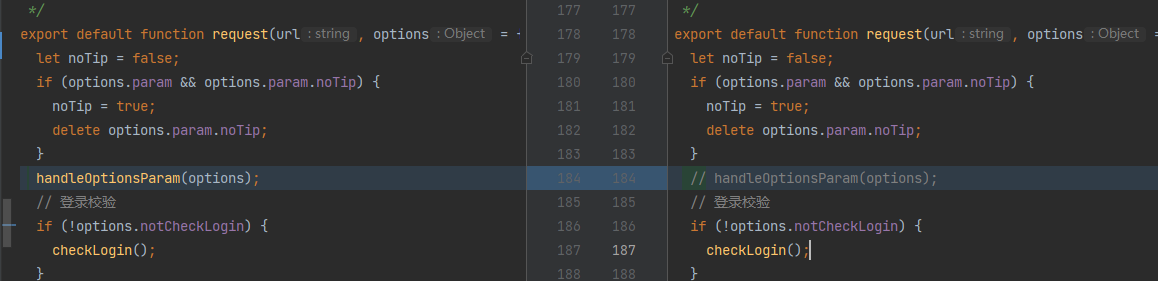 */
export default function request(url : string , options : Object = -
let noTip = false;
if (options.param && options.param.noTip) {
noTip = true;
delete options.param.noTip;
}
handleOptionsParam(options);
// 登录校验
if (!options.notCheckLogin) {
checkLogin();
}
177 177
178 178
179 179
180 180
181 181
182 182
183 183
184 184
185 185
186 186
187 187
188 188
*/
export default function request(url : string , options : Object =
let noTip = false;
if (options.param && options.param.noTip) {
noTip = true;
delete options.param.noTip;
}
// handleOptionsParam(options);
// 登录校验
if (!options.notCheckLogin) {
checkLogin();
}